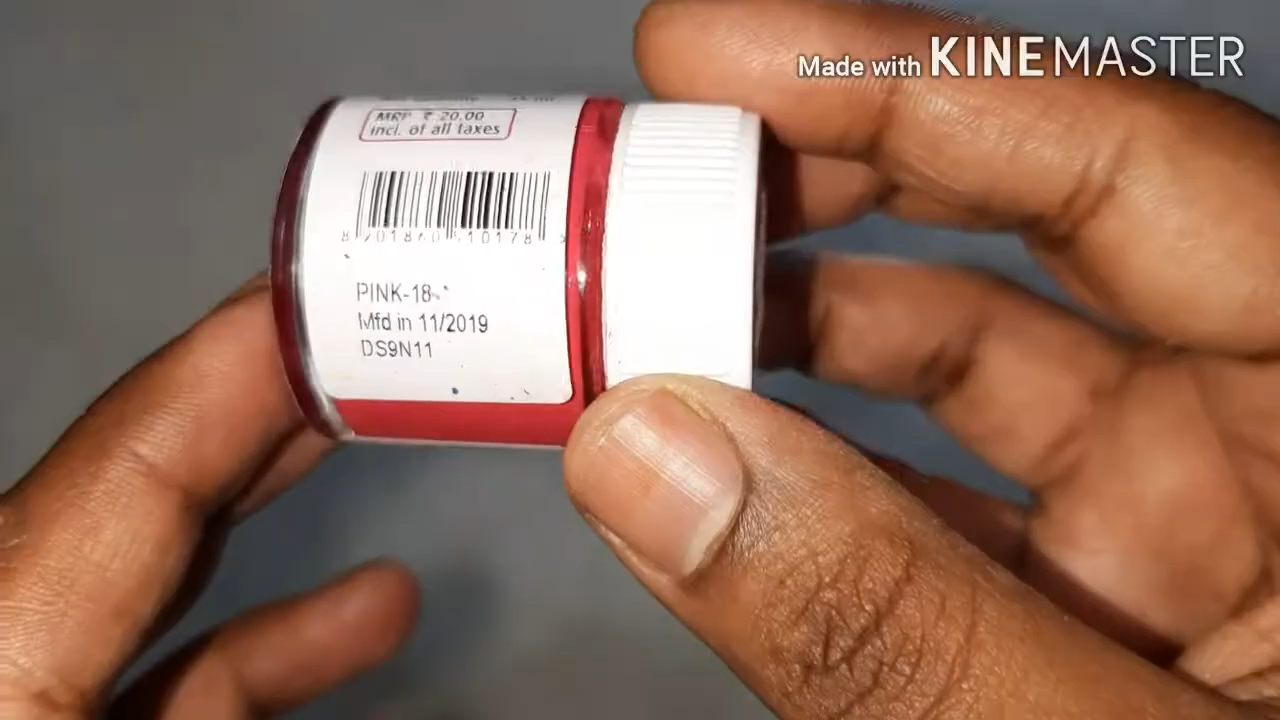 Made with KINEMASTER
MRP ₹ 20.00
incl. of all taxes
PINK-18
Mfd in 11/2019
DS9N11